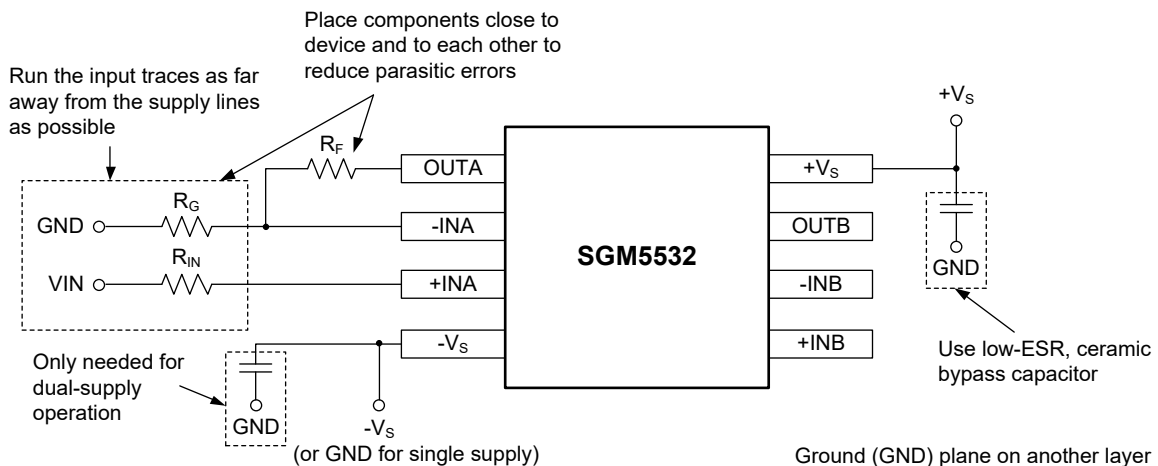 Place components close to
device and to each other to
reduce parasitic errors
Run the input traces as far
away from the supply lines
as possible
+VS
RF
OUTA
+VS
RG
GND
-INA
OUTB
SGM5532
GND
RIN
VIN
+INA
-INB
-VS
+INB
Only needed for
dual-supply
operation
Use low-ESR, ceramic
bypass capacitor
GND
-VS
(or GND for single supply)
Ground (GND) plane on another layer